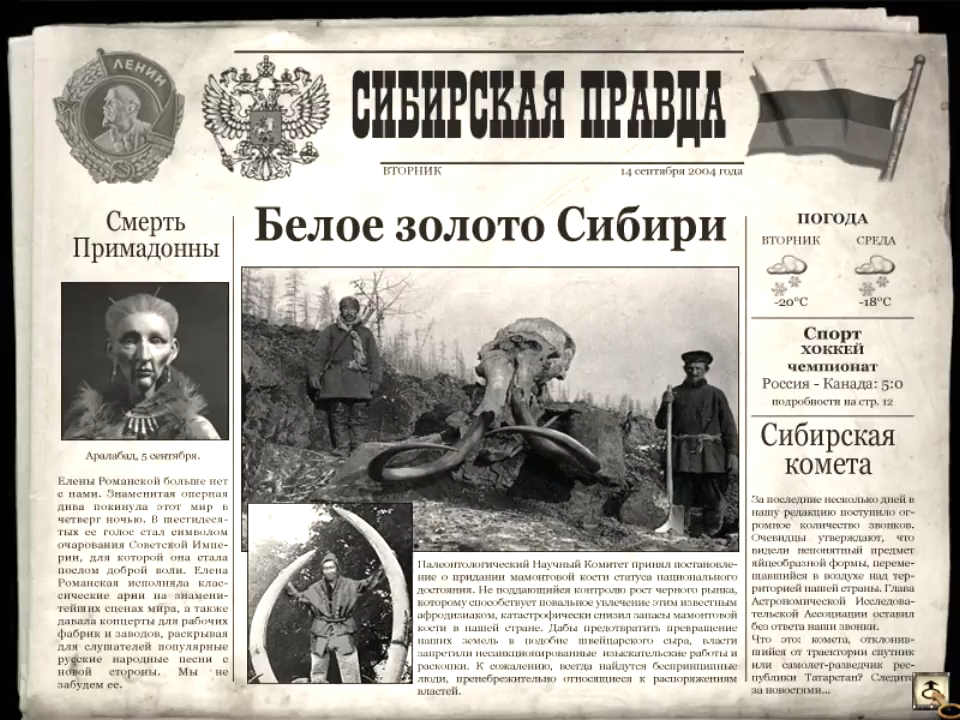 ЛЕНИН
СИБИРСКАЯ ПРАВДА
ВТОРНИК
14 сентября 2004 года
Смерть
Примадонны
Аралабад, 5 сентября.
Елены Романской больше нет
с нами. Знаменитая оперная
дива покинула этот мир в
четверг ночью. В шестидеся-
тых ее голос стал символом
очарования Советской Импе-
рии, для которой она стала
послом доброй воли. Елена
Романская исполняла клас-
сические арии на знамени-
тейших сценах мира, а также
давала концерты для рабочих
фабрик и заводов, раскрывая
для слушателей популярные
русские народные песни с
новой стороны. Мы не
забудем ее.
Белое золото Сибири
Палеонтологический Научный Комитет принял постановле-
ние о придании мамонтовой кости статуса национального
достояния. Не поддающийся контролю рост черного рынка,
которому способствует повальное увлечение этим известным
афродизиаком, катастрофически снизил запасы мамонтовой
кости в нашей стране. Дабы предотвратить превращение
наших земель в подобие швейцарского сыра, власти
запретили несанкционированные изыскательские работы и
раскопки. К сожалению, всегда найдутся беспринципные
люди, пренебрежительно относящиеся к распоряжениям
властей.
ПОГОДА
ВТОРНИК СРЕДА
-20°C -18°C
Спорт
ХОККЕЙ
чемпионат
Россия - Канада: 5:0
подробности на стр. 12
Сибирская
комета
За последние несколько дней в
нашу редакцию поступило ог-
ромное количество звонков.
Очевидцы утверждают, что
видели непонятный предмет
яйцеобразной формы, переме-
щавшийся в воздухе над тер-
риторией нашей страны. Глава
Астрономической Исследова-
тельской Ассоциации оставил
без ответа наши звонки.
Что это: комета, отклонив-
шийся от траектории спутник
или самолет-разведчик рес-
публики Татарстан? Следите
за новостями...